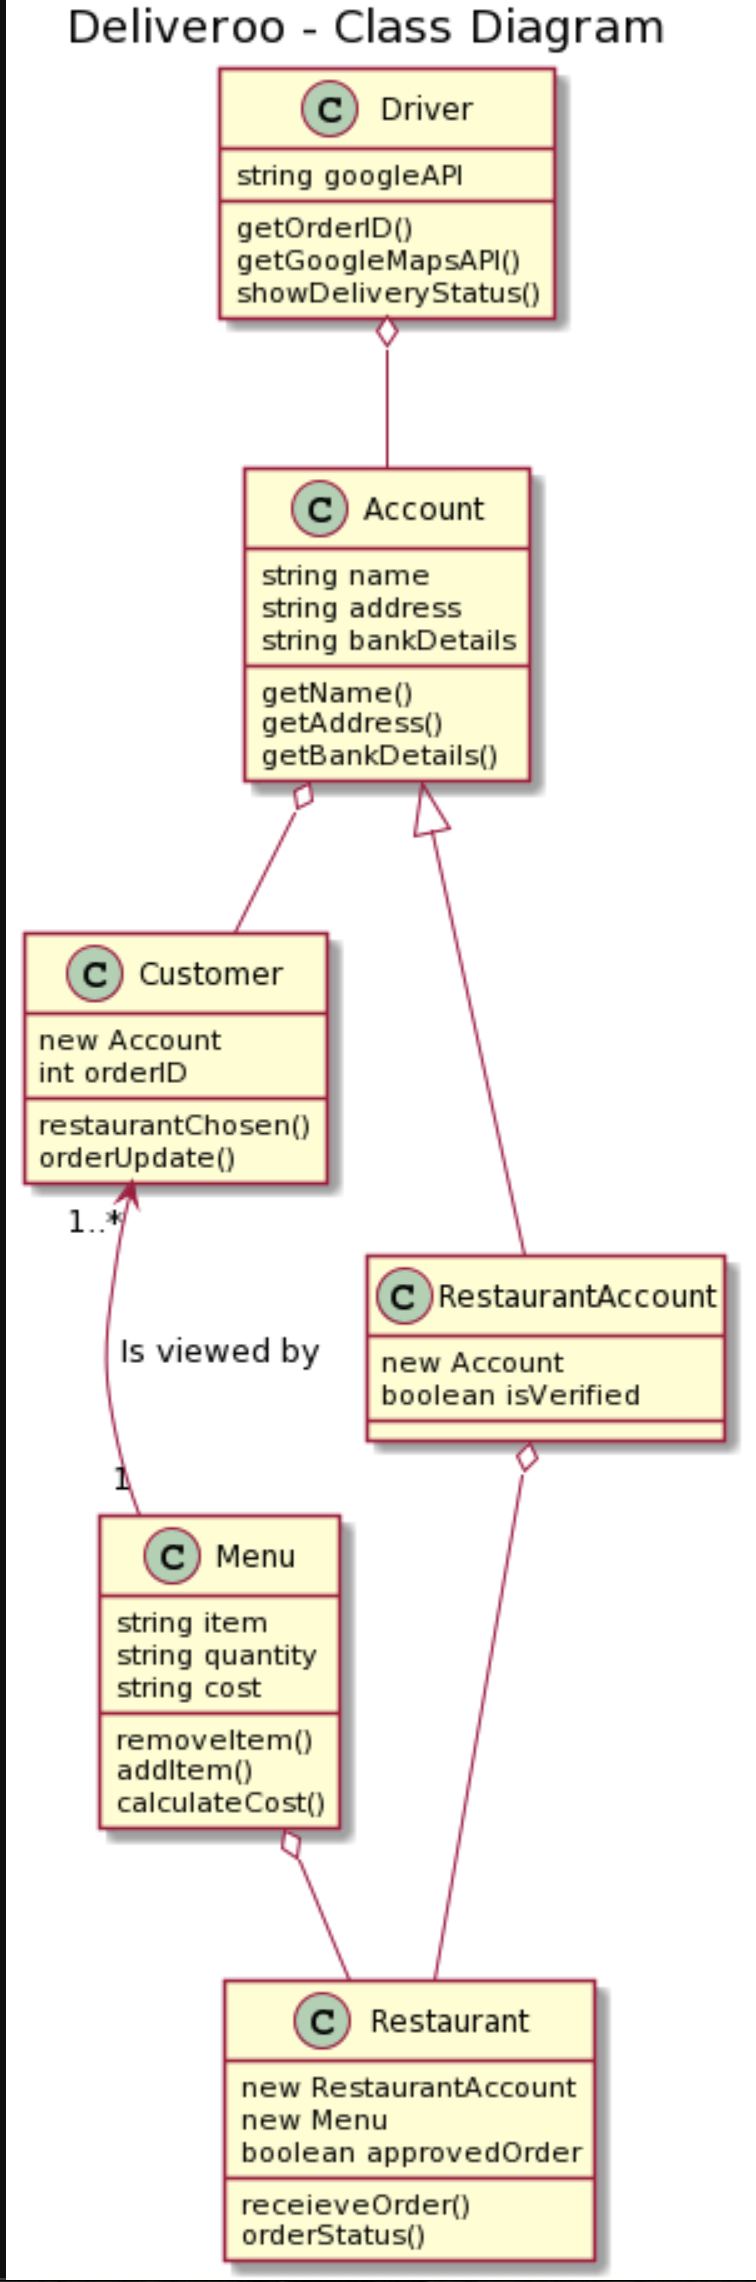 Deliveroo - Class Diagram
C Driver
string googleAPI
getOrderID()
getGoogleMapsAPI()
showDeliveryStatus()
C Account
string name
string address
string bankDetails
getName()
getAddress()
getBankDetails()
C Customer
new Account
int orderID
restaurantChosen()
orderUpdate()
1..*
Is viewed by
1
C RestaurantAccount
new Account
boolean isVerified
C Menu
string item
string quantity
string cost
removeItem()
addItem()
calculateCost()
C Restaurant
new RestaurantAccount
new Menu
boolean approvedOrder
receieveOrder()
orderStatus()